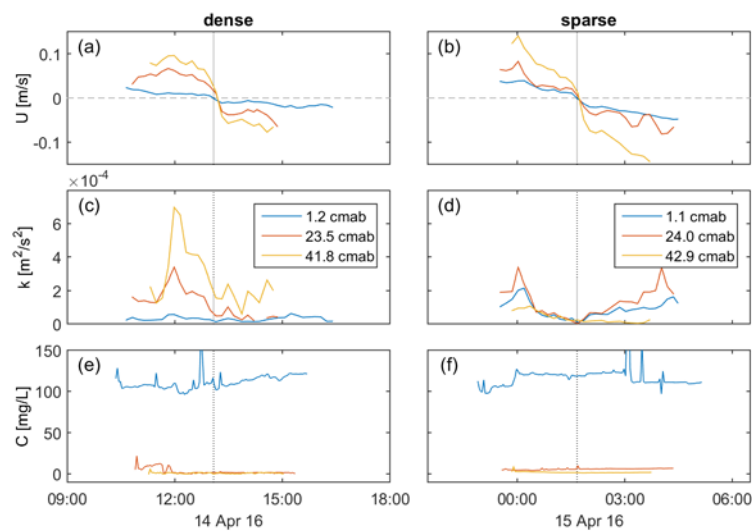 dense
sparse
(a)
(b)
U [m/s]
0.1
0
-0.1
×10⁻⁴
(c)
(d)
k [m²/s²]
6
4
2
0
1.2 cmab
23.5 cmab
41.8 cmab
1.1 cmab
24.0 cmab
42.9 cmab
(e)
(f)
C [mg/L]
150
100
50
0
09:00 12:00 15:00 18:00
00:00 03:00 06:00
14 Apr 16
15 Apr 16